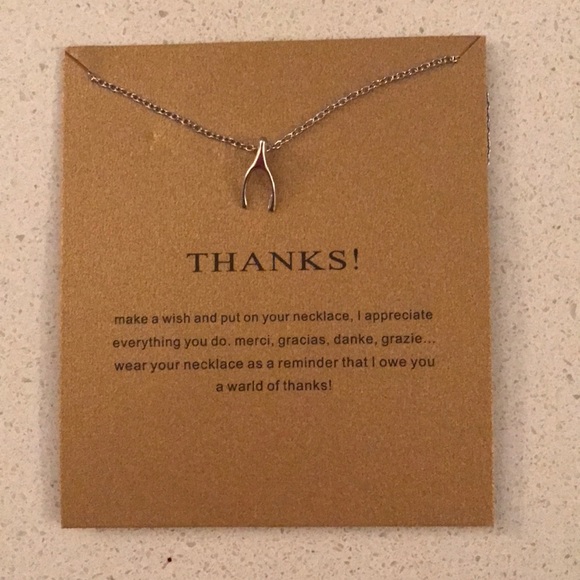 THANKS!
make a wish and put on your necklace, I appreciate
everything you do. merci, gracias, danke, grazie...
wear your necklace as a reminder that I owe you
a warld of thanks!